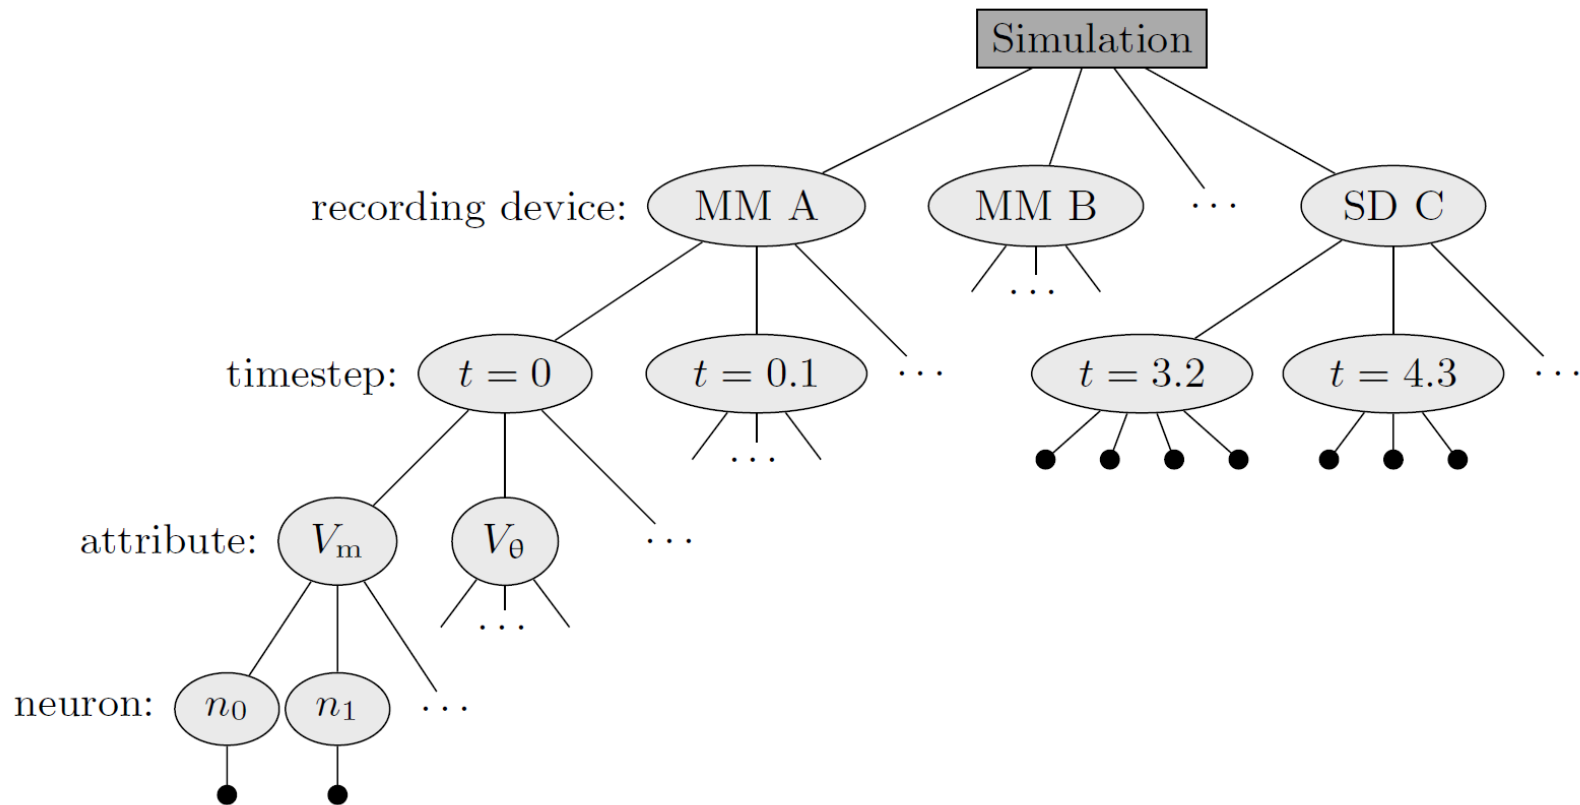 Simulation
recording device: MM A MM B ... SD C
...
timestep: t = 0 t = 0.1 ... t = 3.2 t = 4.3 ...
...
attribute: Vm Vθ ...
...
neuron: n0 n1 ...